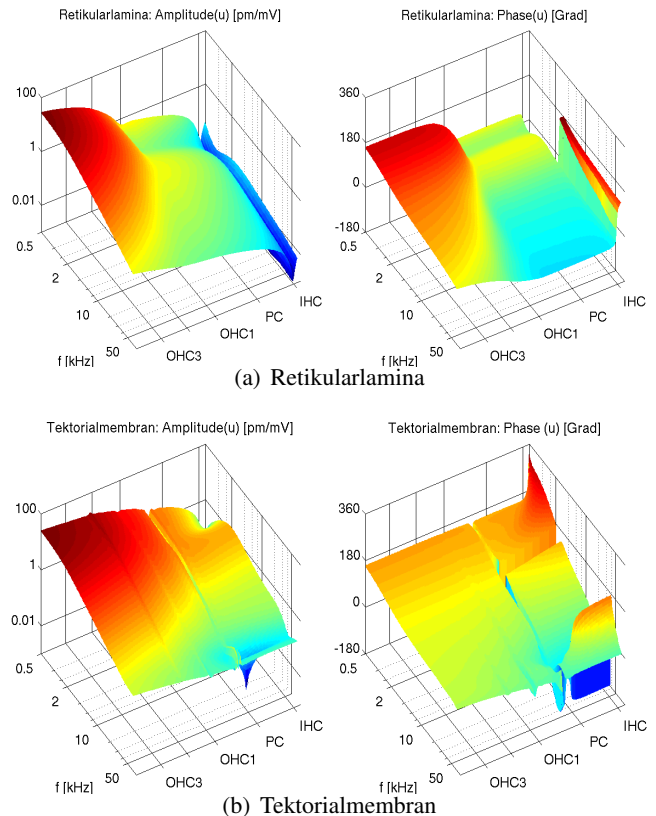 Retikularlamina: Amplitude(u) [pm/mV]
100
1
0.01
0.5
2
10
50
f [kHz]
OHC3
OHC1
PC
IHC
Retikularlamina: Phase(u) [Grad]
360
180
0
-180
0.5
2
10
50
f [kHz]
OHC3
OHC1
PC
IHC
(a) Retikularlamina
Tektorialmembran: Amplitude(u) [pm/mV]
100
1
0.01
0.5
2
10
50
f [kHz]
OHC3
OHC1
PC
IHC
Tektorialmembran: Phase (u) [Grad]
360
180
0
-180
0.5
2
10
50
f [kHz]
OHC3
OHC1
PC
IHC
(b) Tektorialmembran